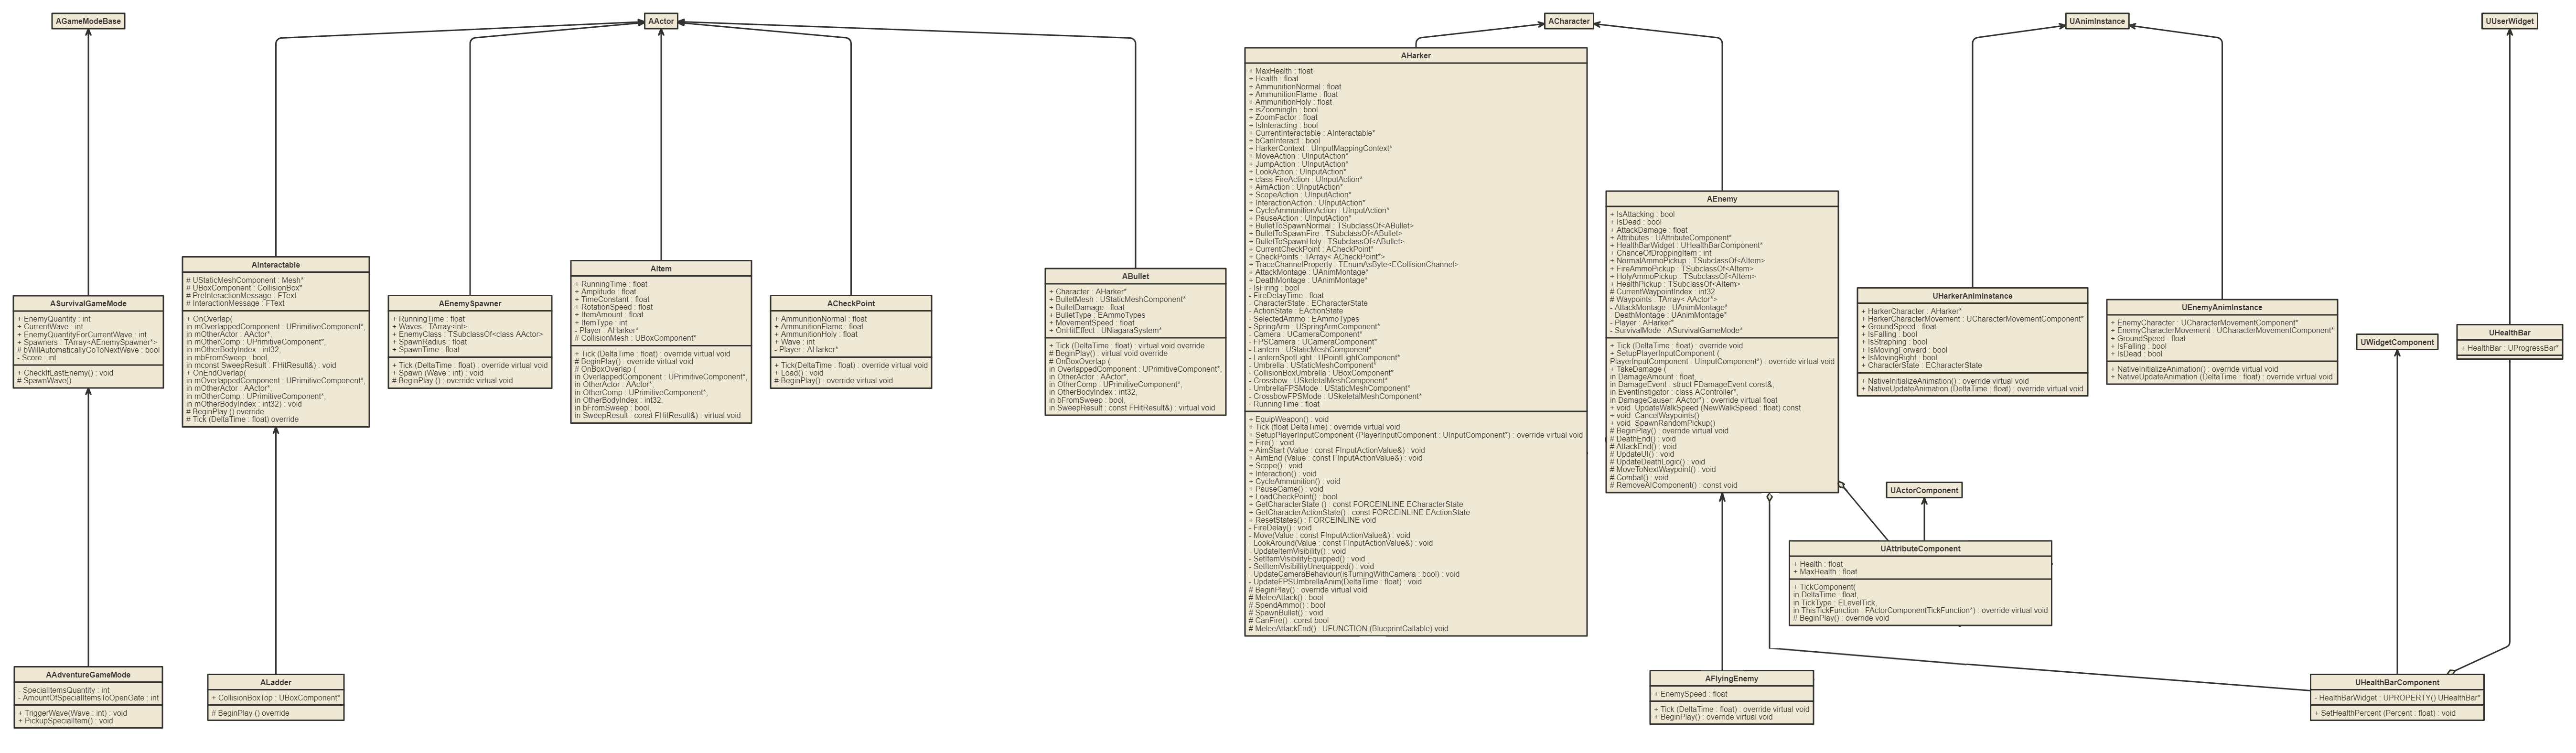 AGameModeBase
AActor
ACharacter
UAnimInstance
UUserWidget
ASurvivalGameMode
+ EnemyQuantity : int
+ CurrentWave : int
+ EnemyQuantityForCurrentWave : int
+ Spawners : TArray<AEnemySpawner*>
# bWillAutomaticallyGoToNextWave : bool
- Score : int
+ CheckIfLastEnemy() : void
# SpawnWave()
AAdventureGameMode
- SpecialItemsQuantity : int
- AmountOfSpecialItemsToOpenGate : int
+ TriggerWave(Wave : int) : void
+ PickupSpecialItem() : void
AInteractable
# UStaticMeshComponent : Mesh*
# UBoxComponent : CollisionBox*
# PreInteractionMessage : FText
# InteractionMessage : FText
+ OnOverlap(
in mOverlappedComponent : UPrimitiveComponent*,
in mOtherActor : AActor*,
in mOtherComp : UPrimitiveComponent*,
in mOtherBodyIndex : int32,
in mbFromSweep : bool,
in mconst SweepResult : FHitResult&) : void
+ OnEndOverlap(
in mOverlappedComponent : UPrimitiveComponent*,
in mOtherActor : AActor*,
in mOtherComp : UPrimitiveComponent*,
in mOtherBodyIndex : int32) : void
# BeginPlay () override
# Tick (DeltaTime : float) override
ALadder
+ CollisionBoxTop : UBoxComponent*
# BeginPlay () override
AEnemySpawner
+ RunningTime : float
+ Waves : TArray<int>
+ EnemyClass : TSubclassOf<class AActor>
+ SpawnRadius : float
+ SpawnTime : float
+ Tick (DeltaTime : float) : override virtual void
+ Spawn (Wave : int) : void
# BeginPlay () : override virtual void
AItem
+ RunningTime : float
+ Amplitude : float
+ TimeConstant : float
+ RotationSpeed : float
+ ItemAmount : float
+ ItemType : int
- Player : AHarker*
# CollisionMesh : UBoxComponent*
+ Tick (DeltaTime : float) : override virtual void
# BeginPlay() : override virtual void
# OnBoxOverlap (
in OverlappedComponent : UPrimitiveComponent*,
in OtherActor : AActor*,
in OtherComp : UPrimitiveComponent*,
in OtherBodyIndex : int32,
in bFromSweep : bool,
in SweepResult : const FHitResult&) : virtual void
ACheckPoint
+ AmmunitionNormal : float
+ AmmunitionFlame : float
+ AmmunitionHoly : float
+ Wave : int
- Player : AHarker*
+ Tick(DeltaTime : float) : override virtual void
+ Load() : void
# BeginPlay() : override virtual void
ABullet
+ Character : AHarker*
+ BulletMesh : UStaticMeshComponent*
+ BulletDamage : float
+ BulletType : EAmmoTypes
+ MovementSpeed : float
+ OnHitEffect : UNiagaraSystem*
+ Tick (DeltaTime : float) : virtual void override
# BeginPlay() : virtual void override
# OnBoxOverlap (
in OverlappedComponent : UPrimitiveComponent*,
in OtherActor : AActor*,
in OtherComp : UPrimitiveComponent*,
in OtherBodyIndex : int32,
in bFromSweep : bool,
in SweepResult : const FHitResult&) : virtual void
AHarker
+ MaxHealth : float
+ Health : float
+ AmmunitionNormal : float
+ AmmunitionFlame : float
+ AmmunitionHoly : float
+ isZoomingIn : bool
+ ZoomFactor : float
+ IsInteracting : bool
+ CurrentInteractable : AInteractable*
+ bCanInteract : bool
+ HarkerContext : UInputMappingContext*
+ MoveAction : UInputAction*
+ JumpAction : UInputAction*
+ LookAction : UInputAction*
+ class FireAction : UInputAction*
+ AimAction : UInputAction*
+ ScopeAction : UInputAction*
+ InteractionAction : UInputAction*
+ CycleAmmunitionAction : UInputAction*
+ PauseAction : UInputAction*
+ BulletToSpawnNormal : TSubclassOf<ABullet>
+ BulletToSpawnFire : TSubclassOf<ABullet>
+ BulletToSpawnHoly : TSubclassOf<ABullet>
+ CurrentCheckPoint : ACheckPoint*
+ CheckPoints : TArray< ACheckPoint*>
+ TraceChannelProperty : TEnumAsByte<ECollisionChannel>
+ AttackMontage : UAnimMontage*
+ DeathMontage : UAnimMontage*
- IsFiring : bool
- FireDelayTime : float
- CharacterState : ECharacterState
- ActionState : EActionState
- SelectedAmmo : EAmmoTypes
- SpringArm : USpringArmComponent*
- Camera : UCameraComponent*
- FPSCamera : UCameraComponent*
- Lantern : UStaticMeshComponent*
- LanternSpotLight : UPointLightComponent*
- Umbrella : UStaticMeshComponent*
- CollisionBoxUmbrella : UBoxComponent*
- Crossbow : USkeletalMeshComponent*
- UmbrellaFPSMode : UStaticMeshComponent*
- CrossbowFPSMode : USkeletalMeshComponent*
- RunningTime : float
+ EquipWeapon() : void
+ Tick (float DeltaTime) : override virtual void
+ SetupPlayerInputComponent (PlayerInputComponent : UInputComponent*) : override virtual void
+ Fire() : void
+ AimStart (Value : const FInputActionValue&) : void
+ AimEnd (Value : const FInputActionValue&) : void
+ Scope() : void
+ Interaction() : void
+ CycleAmmunition() : void
+ PauseGame() : void
+ LoadCheckPoint() : bool
+ GetCharacterState () : const FORCEINLINE ECharacterState
+ GetCharacterActionState() : const FORCEINLINE EActionState
+ ResetStates() : FORCEINLINE void
- FireDelay() : void
- Move(Value : const FInputActionValue&) : void
- LookAround(Value : const FInputActionValue&) : void
- UpdateItemVisibility() : void
- SetItemVisibilityEquipped() : void
- SetItemVisibilityUnequipped() : void
- UpdateCameraBehaviour(isTurningWithCamera : bool) : void
- UpdateFPSUmbrellaAnim(DeltaTime : float) : void
# BeginPlay() : override virtual void
# MeleeAttack() : bool
# SpendAmmo() : bool
# SpawnBullet() : void
# CanFire() : const bool
# MeleeAttackEnd() : UFUNCTION (BlueprintCallable) void
AEnemy
+ IsAttacking : bool
+ IsDead : bool
+ AttackDamage : float
+ Attributes : UAttributeComponent*
+ HealthBarWidget : UHealthBarComponent*
+ ChanceOfDroppingItem : int
+ NormalAmmoPickup : TSubclassOf<AItem>
+ FireAmmoPickup : TSubclassOf<AItem>
+ HolyAmmoPickup : TSubclassOf<AItem>
+ HealthPickup : TSubclassOf<AItem>
# CurrentWaypointIndex : int32
# Waypoints : TArray< AActor*>
- AttackMontage : UAnimMontage*
- DeathMontage : UAnimMontage*
- Player : AHarker*
- SurvivalMode : ASurvivalGameMode*
+ Tick (DeltaTime : float) : override void
+ SetupPlayerInputComponent (
PlayerInputComponent : UInputComponent*) : override virtual void
+ TakeDamage (
in DamageAmount : float,
in DamageEvent : struct FDamageEvent const&,
in EventInstigator : class AController*,
in DamageCauser: AActor*) : override virtual float
+ void  UpdateWalkSpeed (NewWalkSpeed : float) const
+ void  CancelWaypoints()
+ void  SpawnRandomPickup()
# BeginPlay() : override virtual void
# DeathEnd() : void
# AttackEnd() : void
# UpdateUI() : void
# UpdateDeathLogic() : void
# MoveToNextWaypoint() : void
# Combat() : void
# RemoveAIComponent() : const void
AFlyingEnemy
+ EnemySpeed : float
+ Tick (DeltaTime : float) : override virtual void
+ BeginPlay() : override virtual void
UHarkerAnimInstance
+ HarkerCharacter : AHarker*
+ HarkerCharacterMovement : UCharacterMovementComponent*
+ GroundSpeed : float
+ IsFalling : bool
+ IsStraphing : bool
+ IsMovingForward : bool
+ IsMovingRight : bool
+ CharacterState : ECharacterState
+ NativeInitializeAnimation() : override virtual void
+ NativeUpdateAnimation (DeltaTime : float) : override virtual void
UActorComponent
UAttributeComponent
+ Health : float
+ MaxHealth : float
+ TickComponent(
in DeltaTime : float,
in TickType : ELevelTick,
in ThisTickFunction : FActorComponentTickFunction*) : override virtual void
# BeginPlay() : override void
UEnemyAnimInstance
+ EnemyCharacter : UCharacterMovementComponent*
+ EnemyCharacterMovement : UCharacterMovementComponent*
+ GroundSpeed : float
+ IsFalling : bool
+ IsDead : bool
+ NativeInitializeAnimation() : override virtual void
+ NativeUpdateAnimation (DeltaTime : float) : override virtual void
UWidgetComponent
UHealthBar
+ HealthBar : UProgressBar*
UHealthBarComponent
- HealthBarWidget : UPROPERTY() UHealthBar*
+ SetHealthPercent (Percent : float) : void